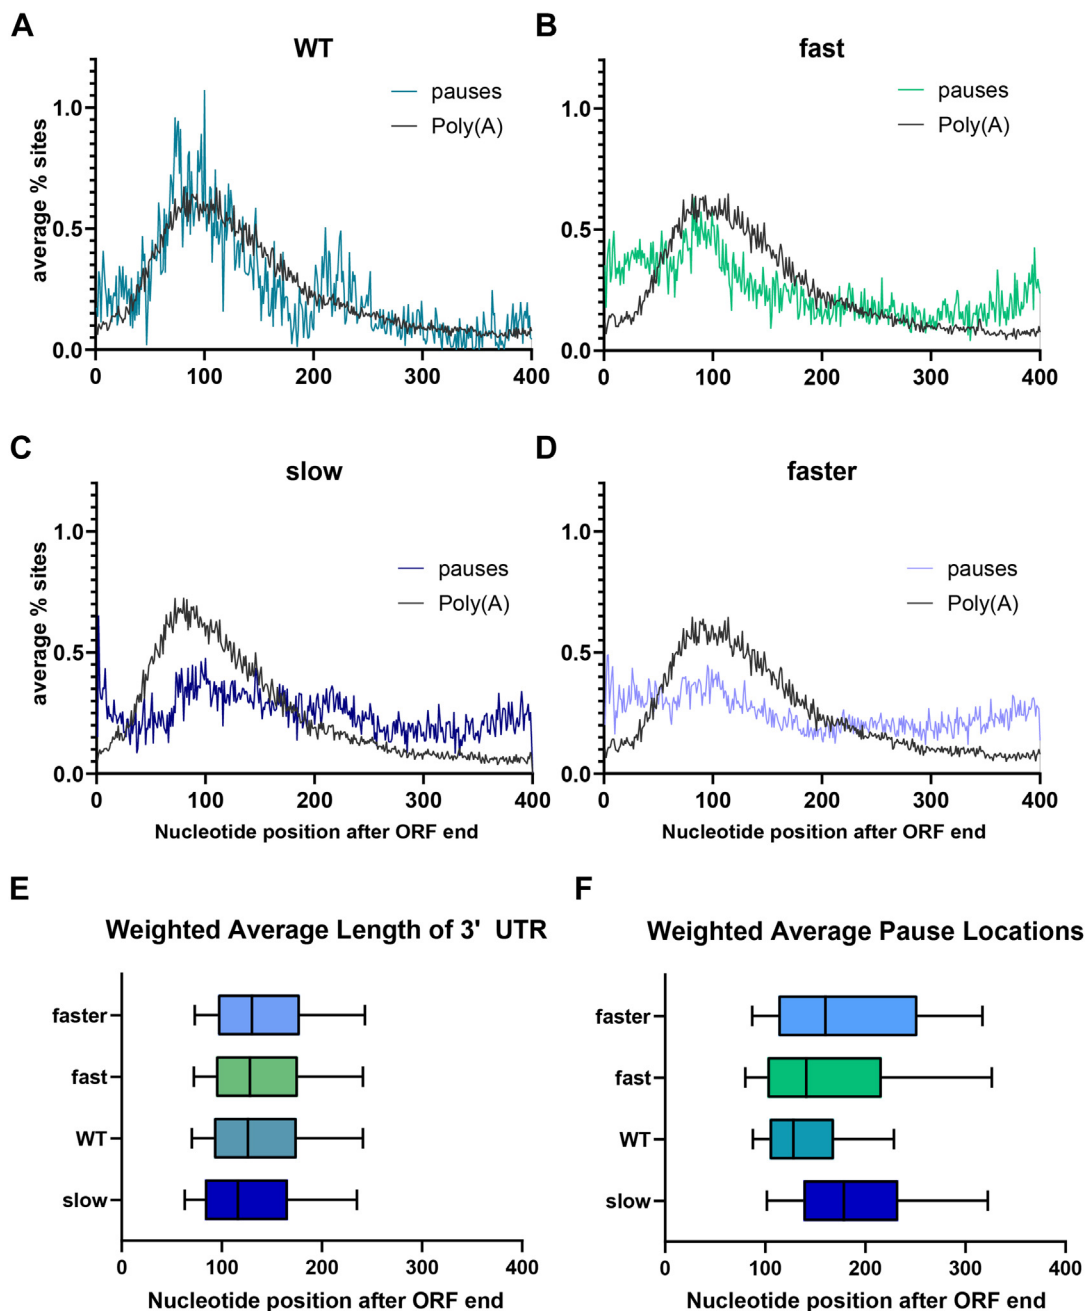 A
WT
pauses
Poly(A)
average % sites
1.0
0.5
0.0
0 100 200 300 400
B
fast
pauses
Poly(A)
1.0
0.5
0.0
0 100 200 300 400
C
slow
pauses
Poly(A)
average % sites
1.0
0.5
0.0
0 100 200 300 400
Nucleotide position after ORF end
D
faster
pauses
Poly(A)
1.0
0.5
0.0
0 100 200 300 400
Nucleotide position after ORF end
E
Weighted Average Length of 3' UTR
faster
fast
WT
slow
0 100 200 300 400
Nucleotide position after ORF end
F
Weighted Average Pause Locations
faster
fast
WT
slow
0 100 200 300 400
Nucleotide position after ORF end